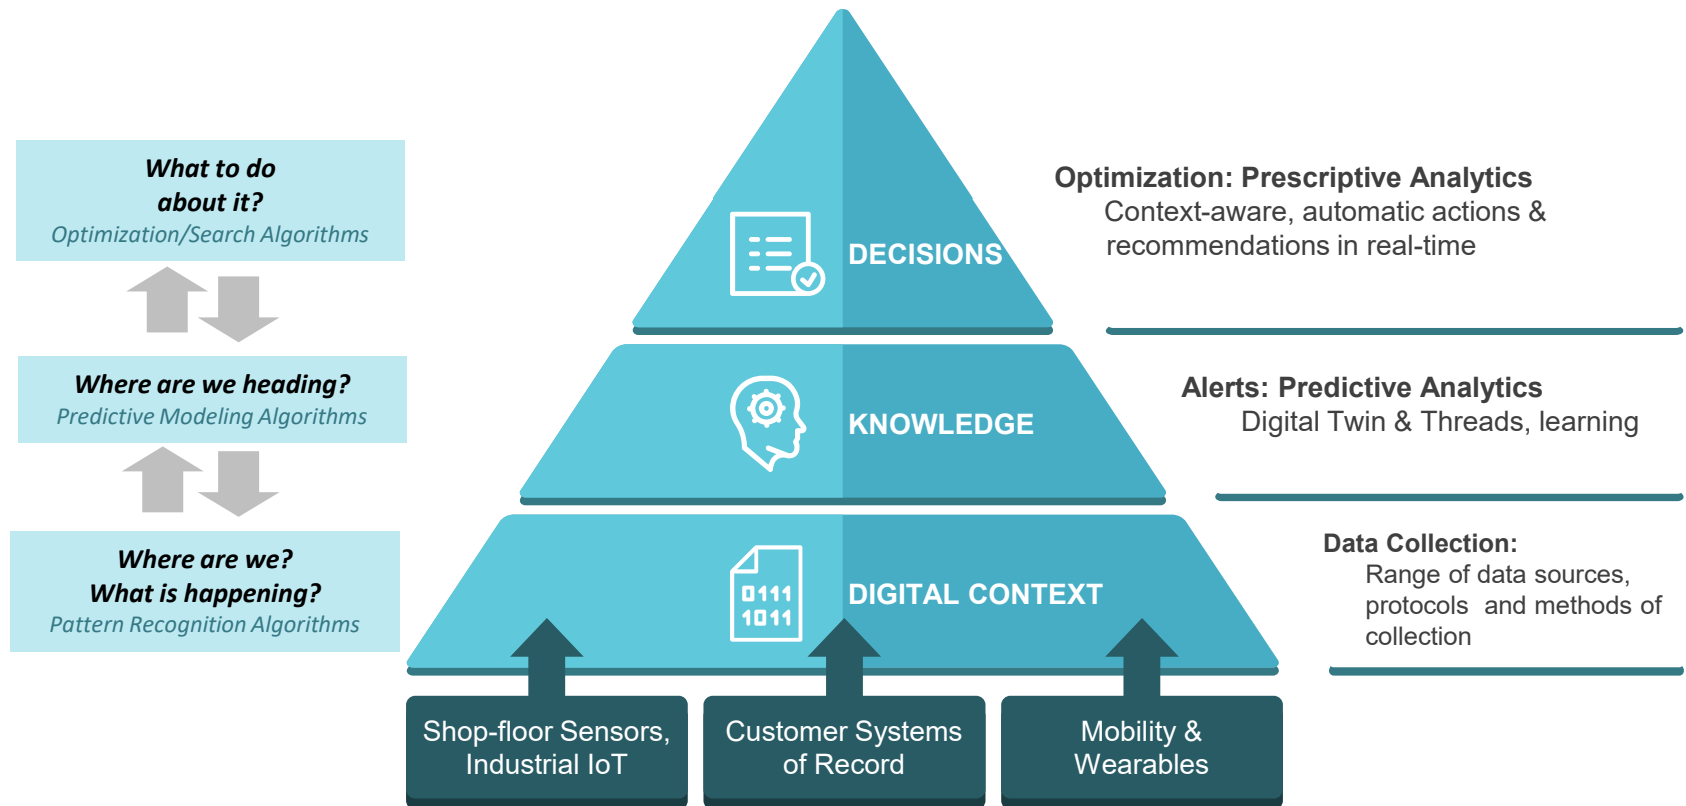 What to do
about it?
Optimization/Search Algorithms
Where are we heading?
Predictive Modeling Algorithms
Where are we?
What is happening?
Pattern Recognition Algorithms
DECISIONS
KNOWLEDGE
0111
1011
DIGITAL CONTEXT
Optimization: Prescriptive Analytics
Context-aware, automatic actions &
recommendations in real-time
Alerts: Predictive Analytics
Digital Twin & Threads, learning
Data Collection:
Range of data sources,
protocols and methods of
collection
Shop-floor Sensors,
Industrial IoT
Customer Systems
of Record
Mobility &
Wearables